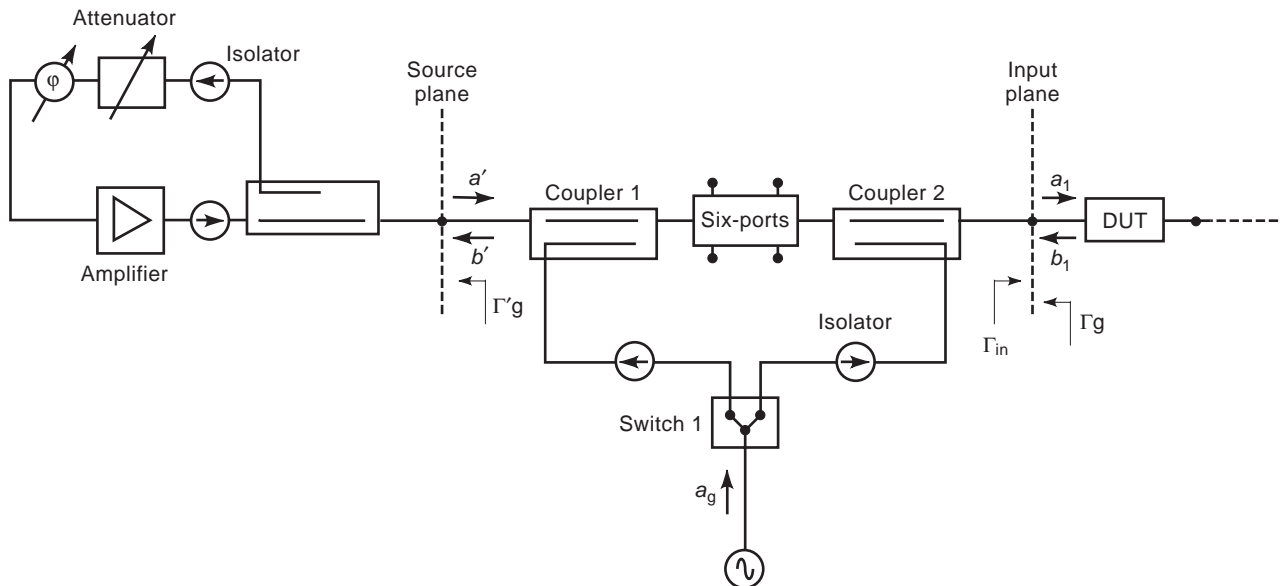 Attenuator
Isolator
φ
Source
plane
Input
plane
a′
Coupler 1
Six-ports
Coupler 2
a1
DUT
b′
b1
Amplifier
Γ′g
Isolator
Γin
Γg
Switch 1
ag